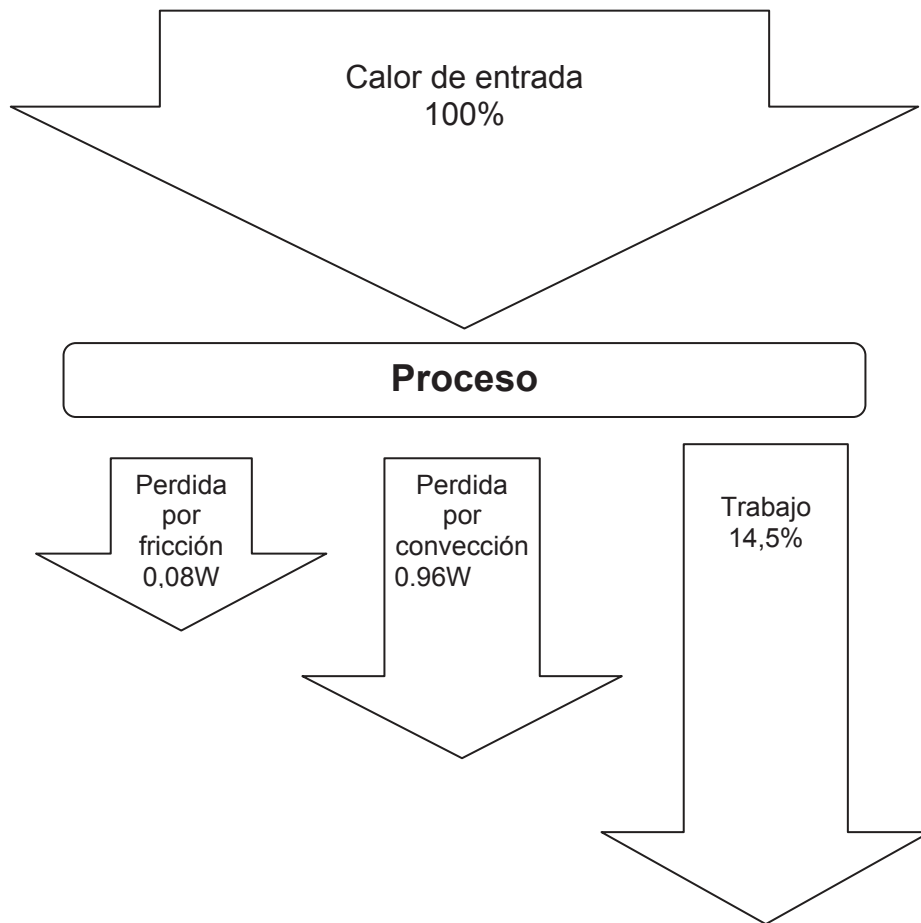 Calor de entrada
100%
Proceso
Perdida
por
fricción
0,08W
Perdida
por
convección
0.96W
Trabajo
14,5%